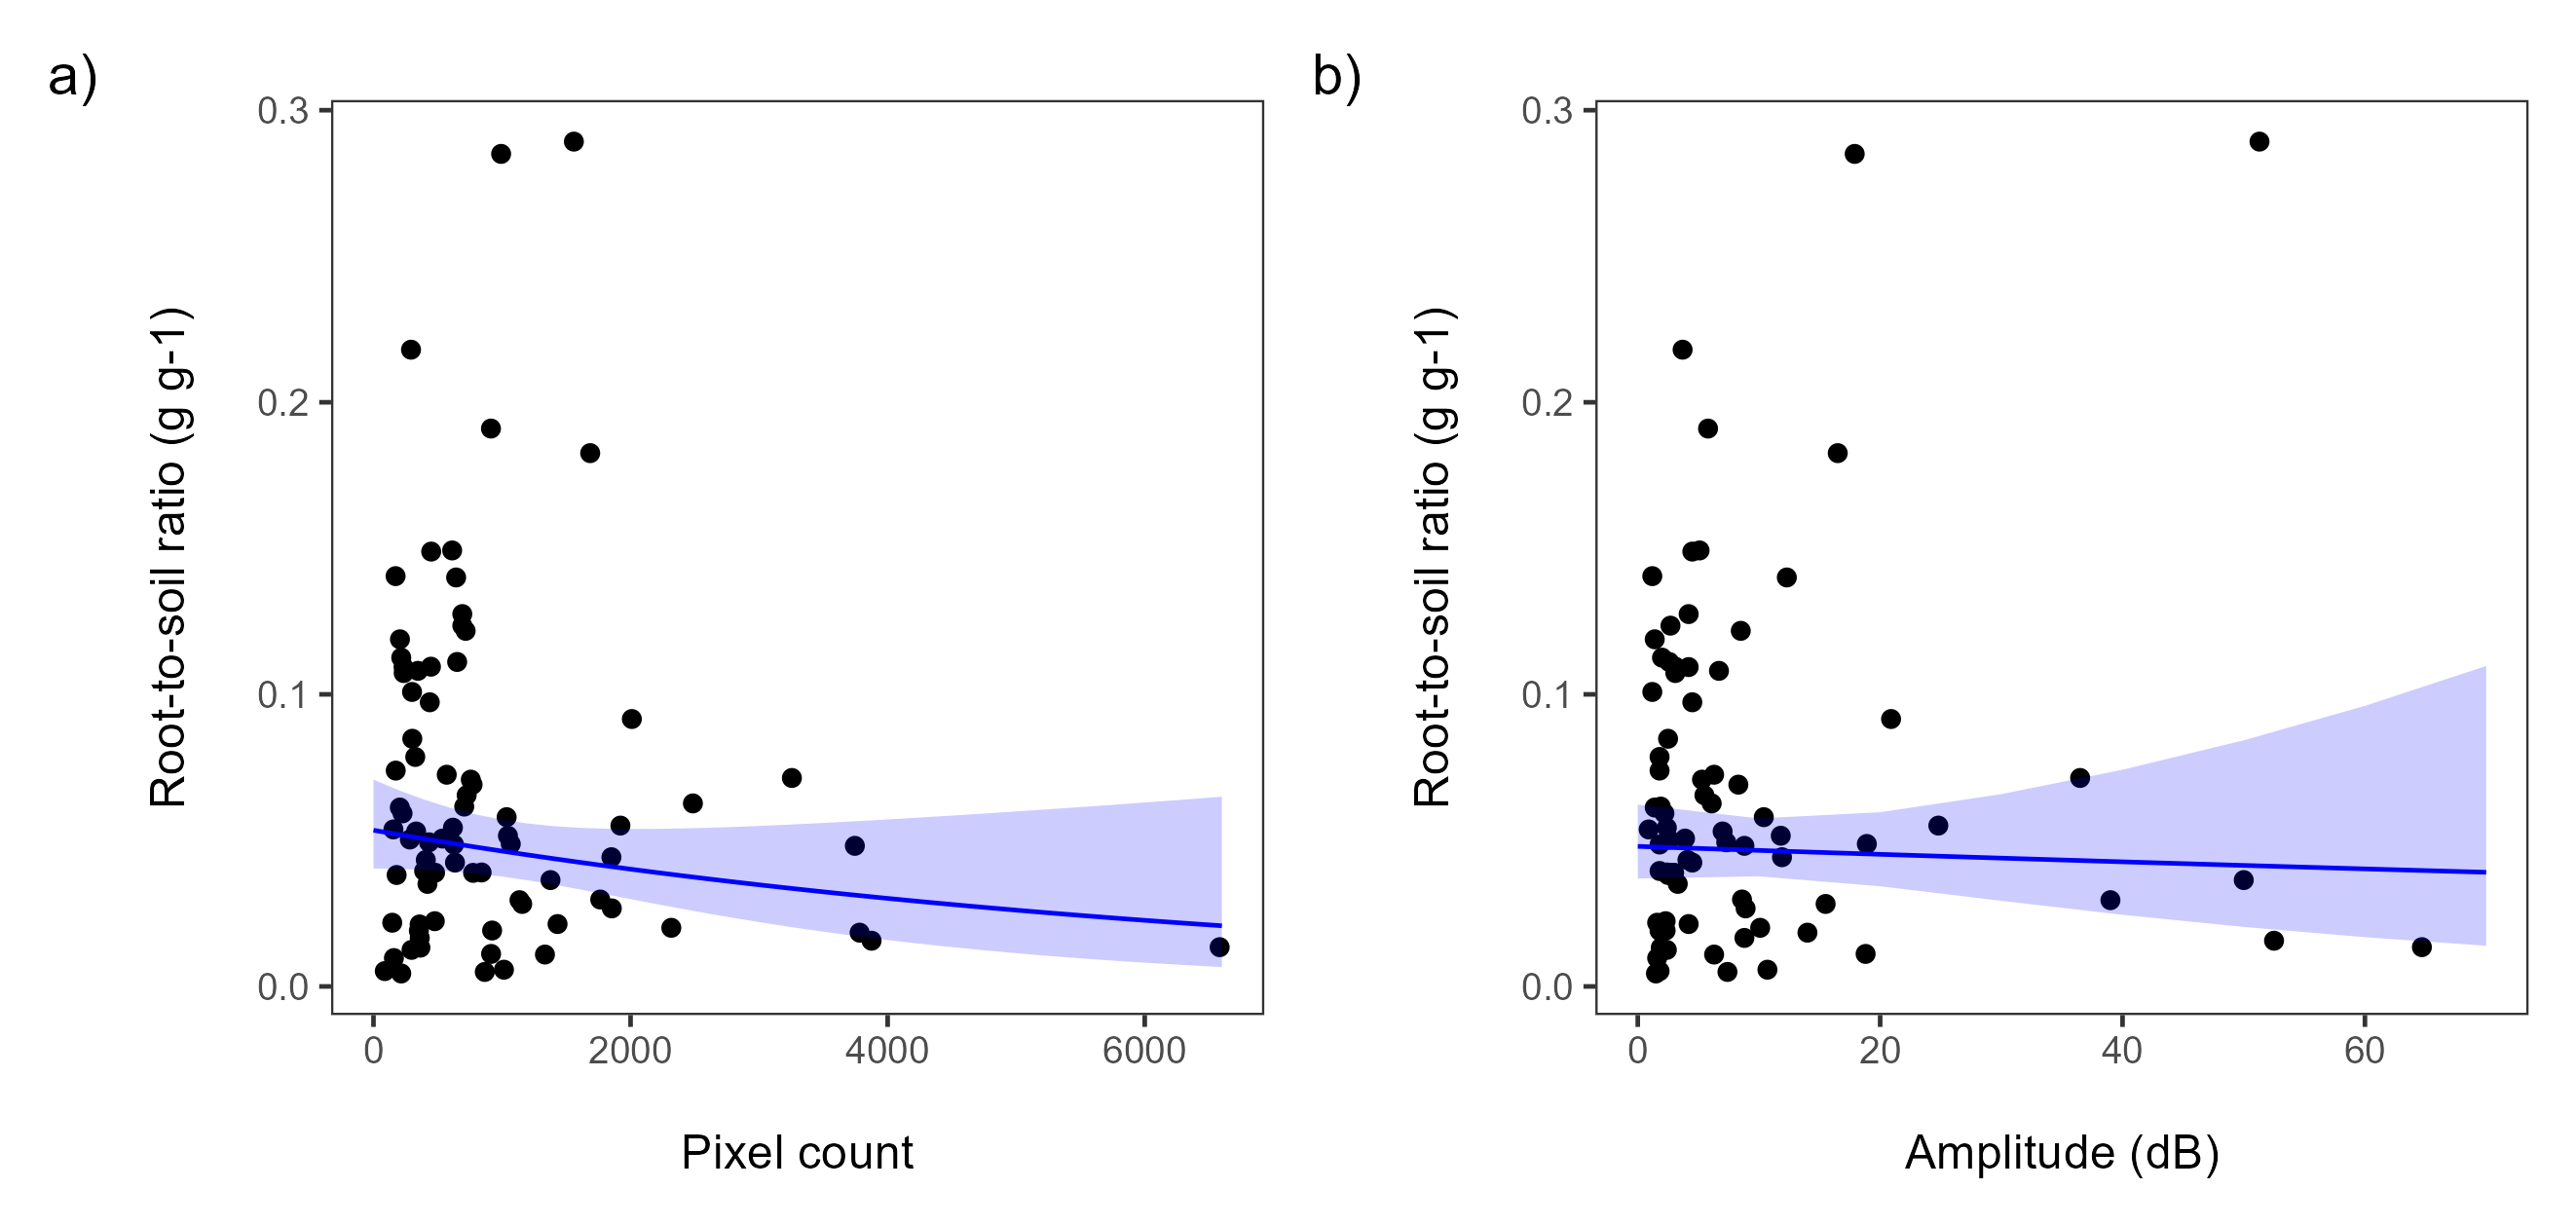 a)
Root-to-soil ratio (g g-1)
0.3
0.2
0.1
0.0
0 2000 4000 6000
Pixel count
b)
Root-to-soil ratio (g g-1)
0.3
0.2
0.1
0.0
0 20 40 60
Amplitude (dB)